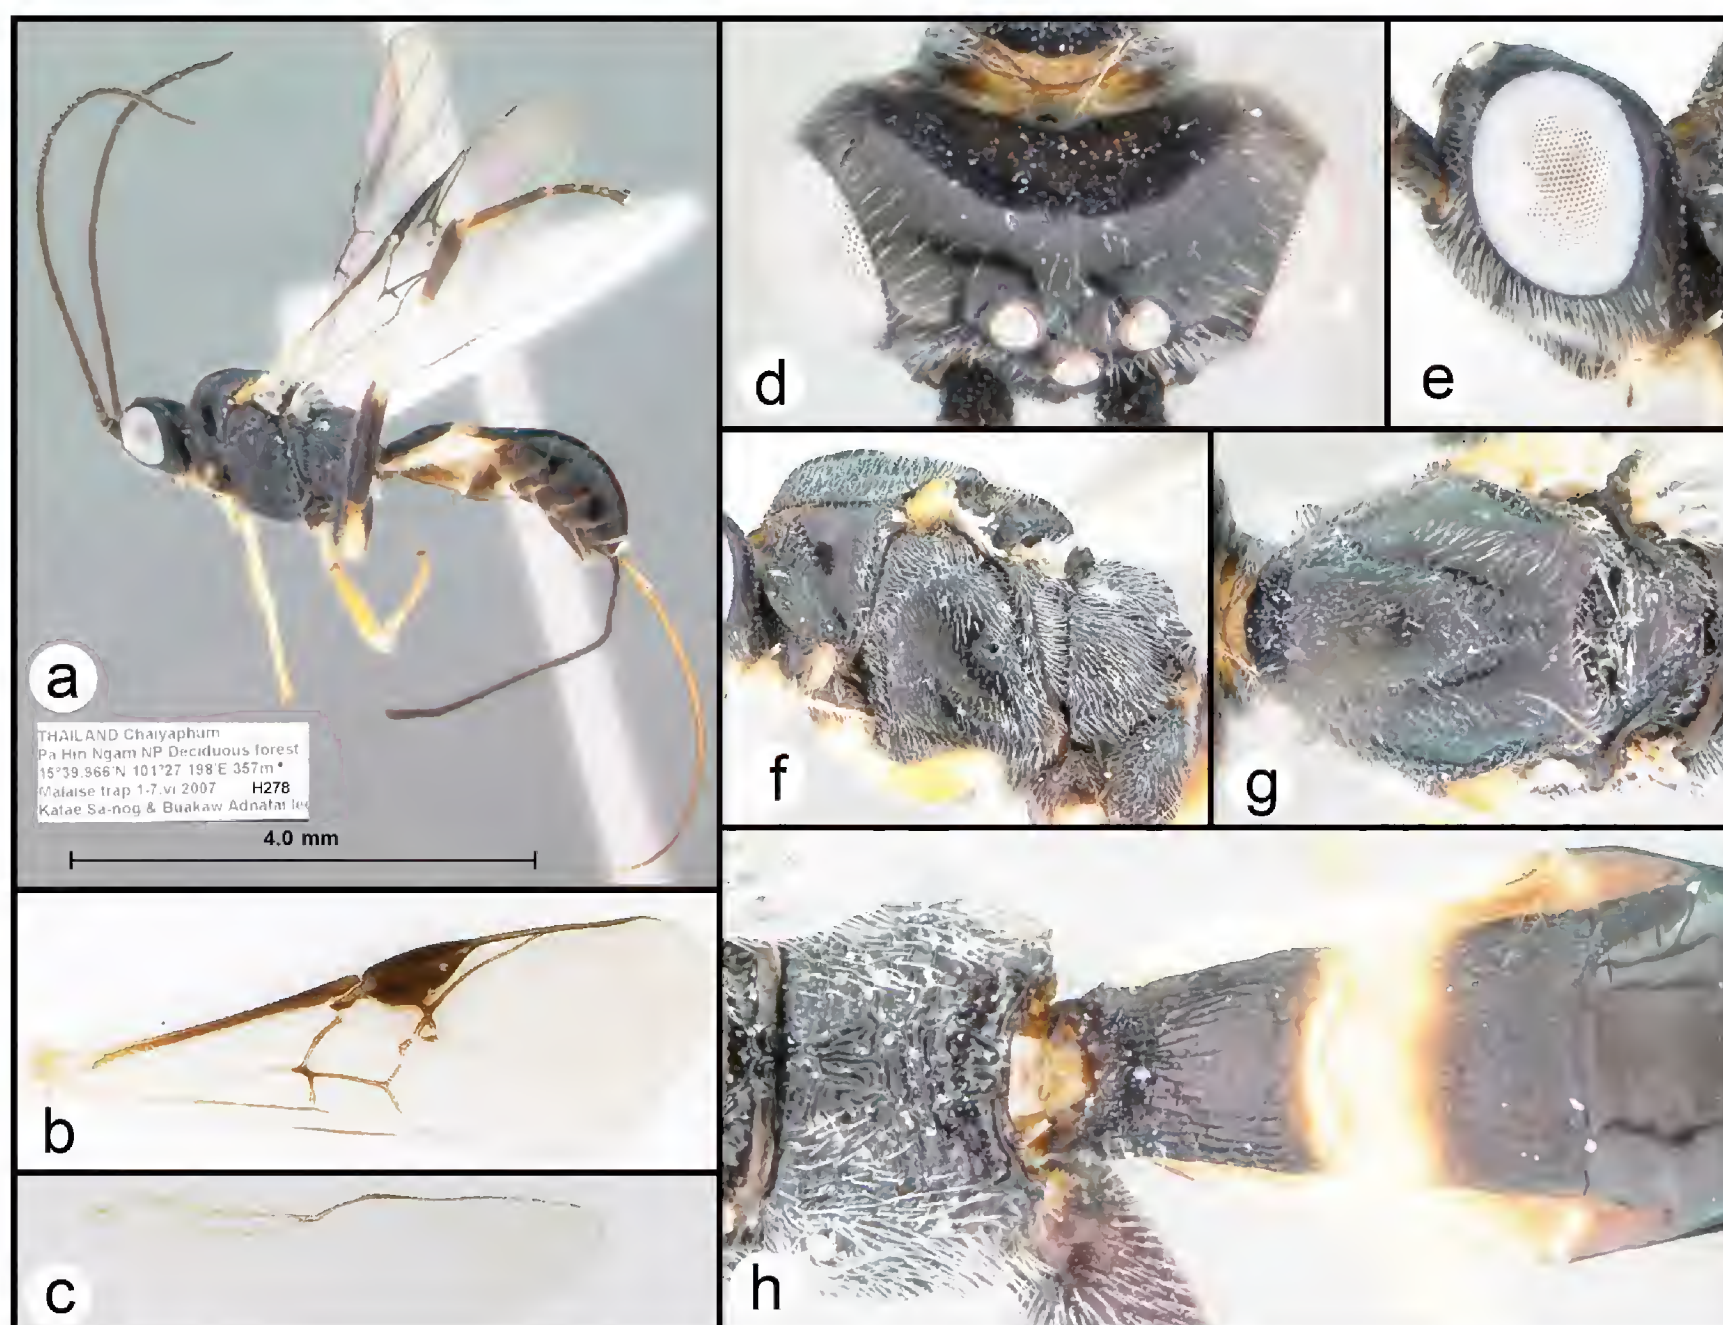 d
e
a
THAILAND Chaiyaphum
Pa Hin Ngam NP Deciduous forest
15°39.966'N 101°27 198'E 357m
Malaise trap 1-7.vi 2007 H278
Katae Sa-nog & Buakaw Adnafai
4.0 mm
f
g
b
c
h